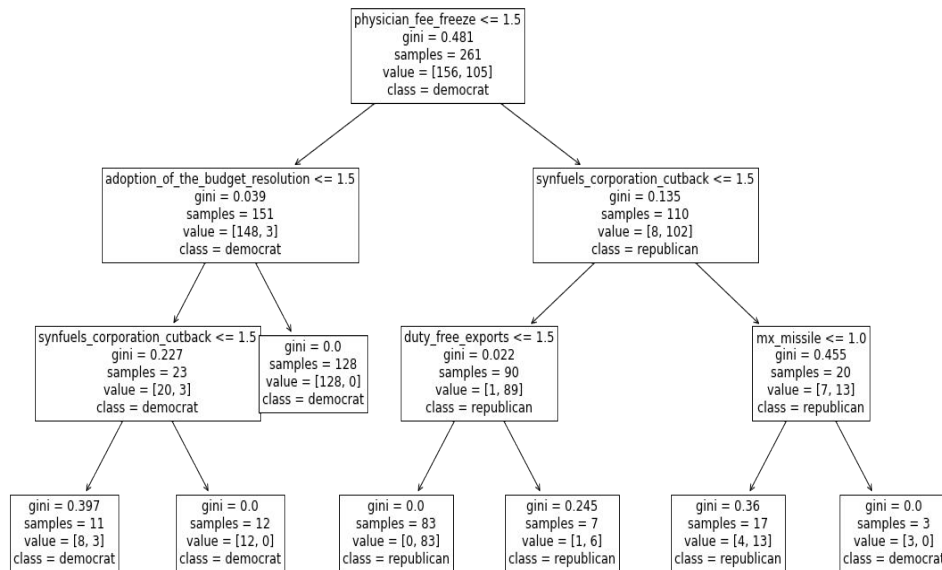 physician_fee_freeze <= 1.5
gini = 0.481
samples = 261
value = [156, 105]
class = democrat
adoption_of_the_budget_resolution <= 1.5
gini = 0.039
samples = 151
value = [148, 3]
class = democrat
synfuels_corporation_cutback <= 1.5
gini = 0.135
samples = 110
value = [8, 102]
class = republican
synfuels_corporation_cutback <= 1.5
gini = 0.227
samples = 23
value = [20, 3]
class = democrat
gini = 0.0
samples = 128
value = [128, 0]
class = democrat
duty_free_exports <= 1.5
gini = 0.022
samples = 90
value = [1, 89]
class = republican
mx_missile <= 1.0
gini = 0.455
samples = 20
value = [7, 13]
class = republican
gini = 0.397
samples = 11
value = [8, 3]
class = democrat
gini = 0.0
samples = 12
value = [12, 0]
class = democrat
gini = 0.0
samples = 83
value = [0, 83]
class = republican
gini = 0.245
samples = 7
value = [1, 6]
class = republican
gini = 0.36
samples = 17
value = [4, 13]
class = republican
gini = 0.0
samples = 3
value = [3, 0]
class = democrat